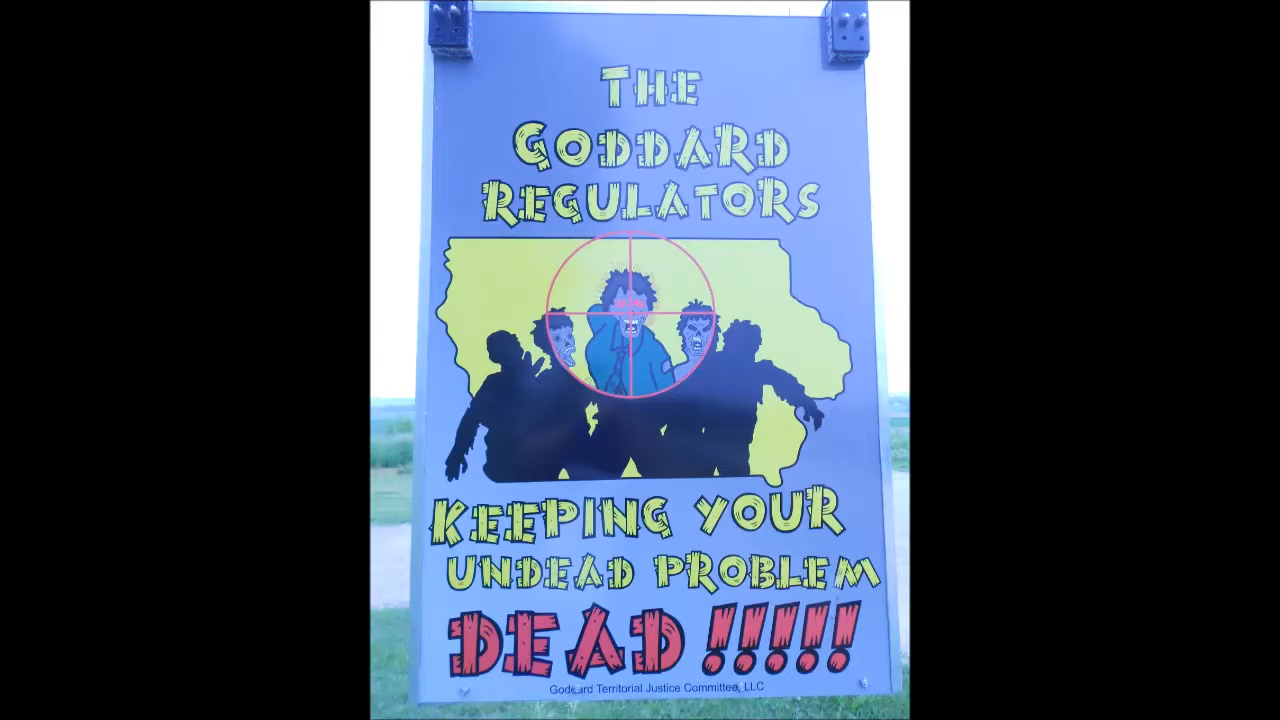 THE
GODDARD
REGULATORS
KEEPING YOUR
UNDEAD PROBLEM
DEAD !!!!!
Goddard Territorial Justice Committee, LLC